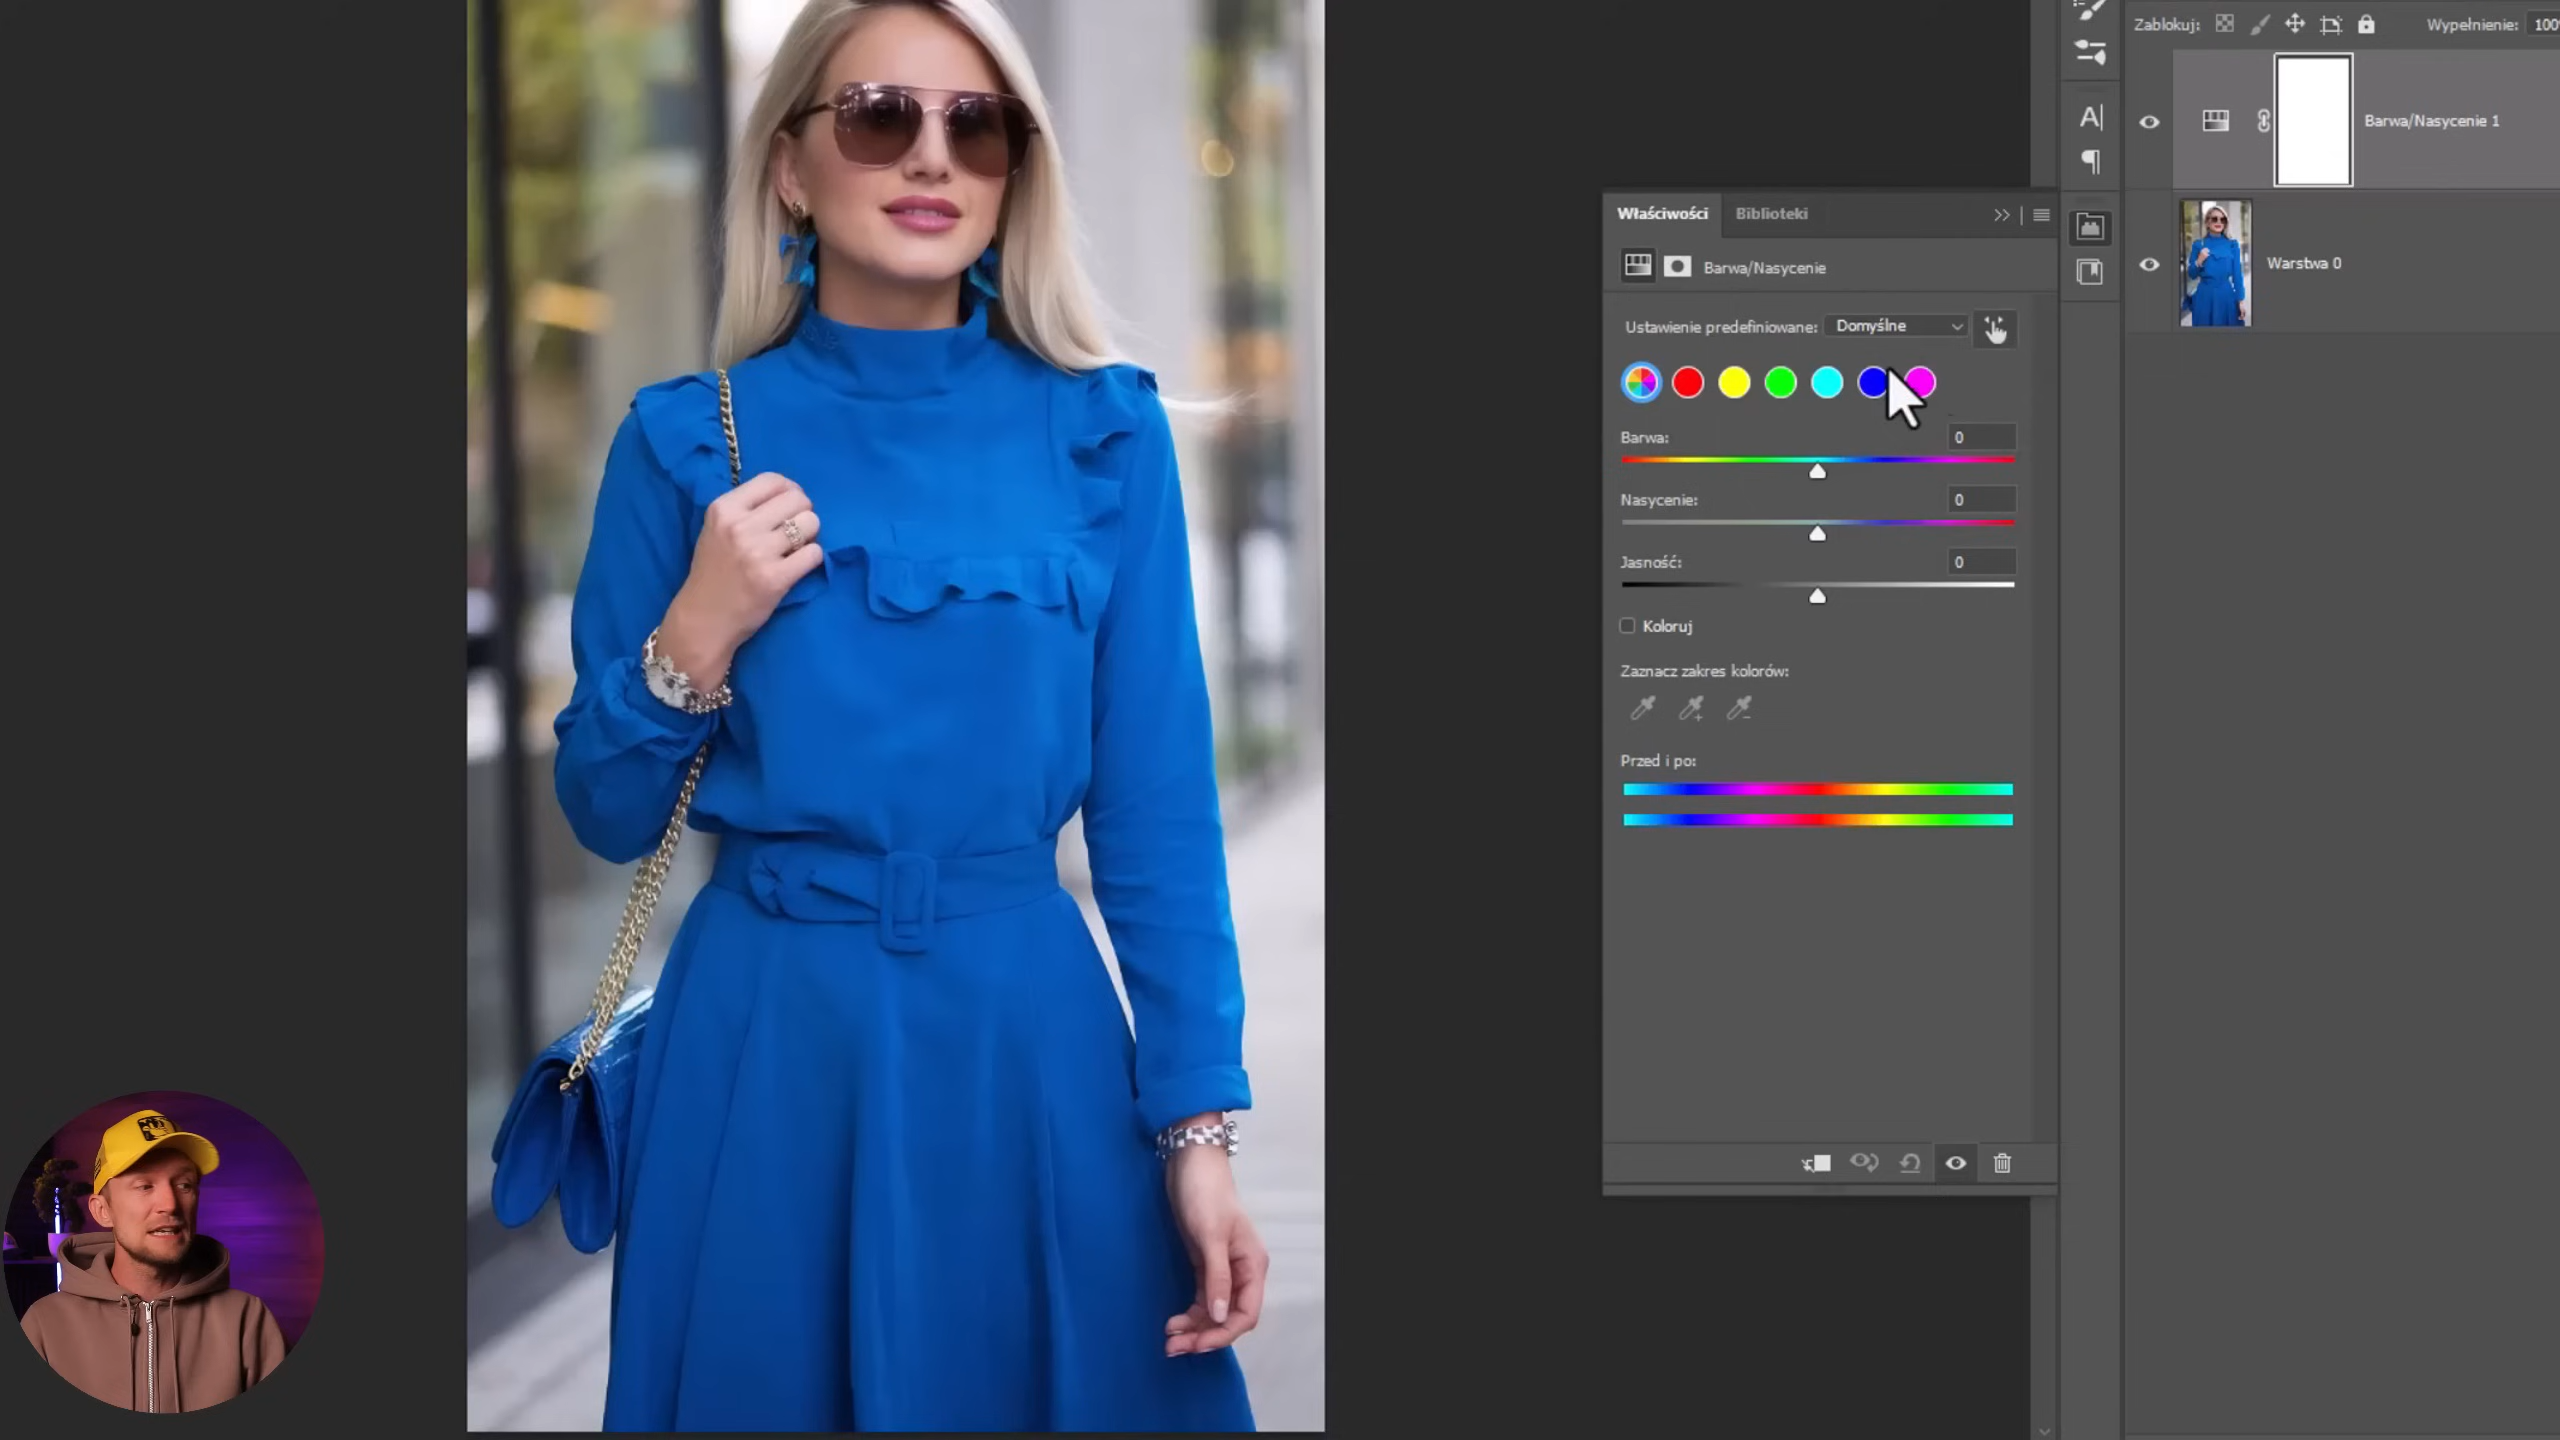 Zablokuj:
Wypełnienie:
100%
Barwa/Nasycenie 1
Warstwa 0
Właściwości
Biblioteki
Barwa/Nasycenie
Ustawienie predefiniowane:
Domyślne
Barwa:
0
Nasycenie:
0
Jasność:
0
Koloruj
Zaznacz zakres kolorów:
Przed i po: